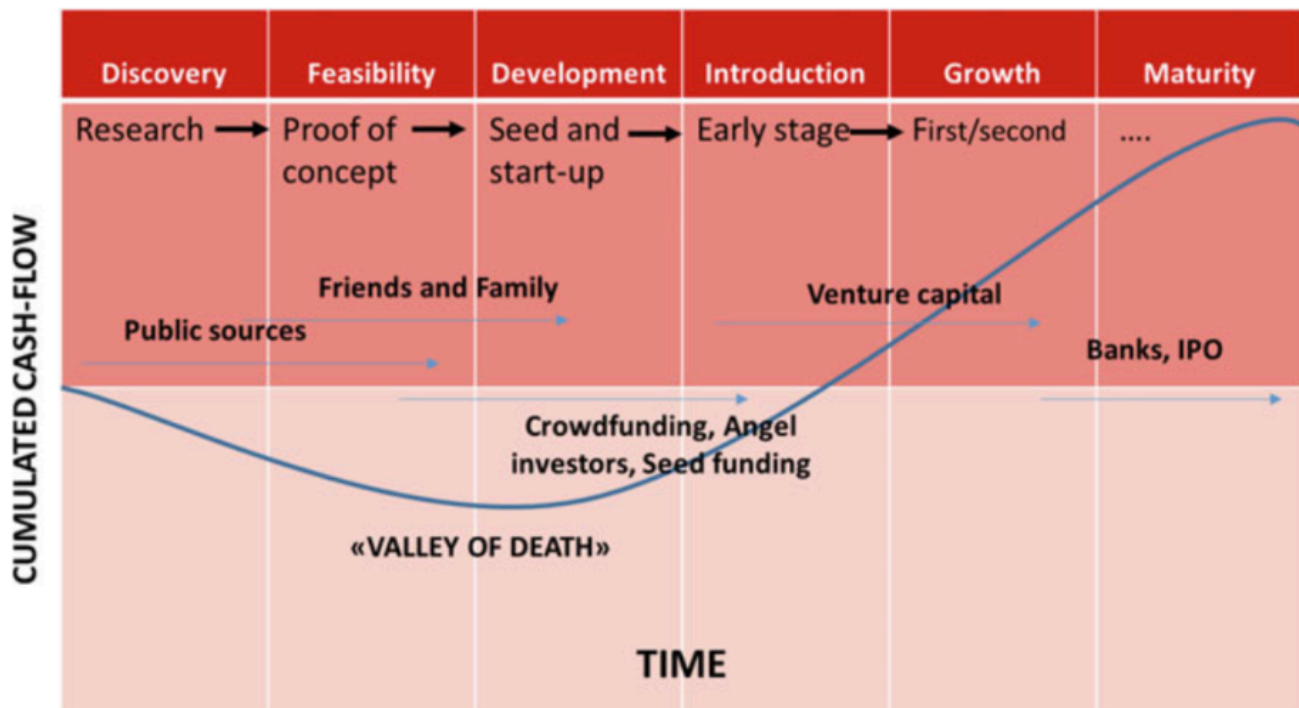 Discovery
Feasibility
Development
Introduction
Growth
Maturity
Research
Proof of
concept
Seed and
start-up
Early stage
First/second
....
Friends and Family
Public sources
Venture capital
Banks, IPO
Crowdfunding, Angel
investors, Seed funding
«VALLEY OF DEATH»
CUMULATED CASH-FLOW
TIME